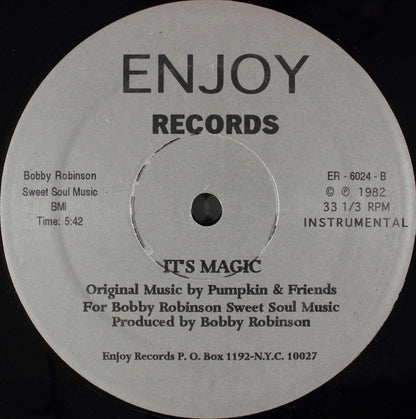 ENJOY
RECORDS
Bobby Robinson
Sweet Soul Music
BMI
Time: 5:42
ER - 6024 - B
© ℗ 1982
33 1/3 RPM
INSTRUMENTAL
IT'S MAGIC
Original Music by Pumpkin & Friends
For Bobby Robinson Sweet Soul Music
Produced by Bobby Robinson
Enjoy Records P. O. Box 1192-N.Y.C. 10027